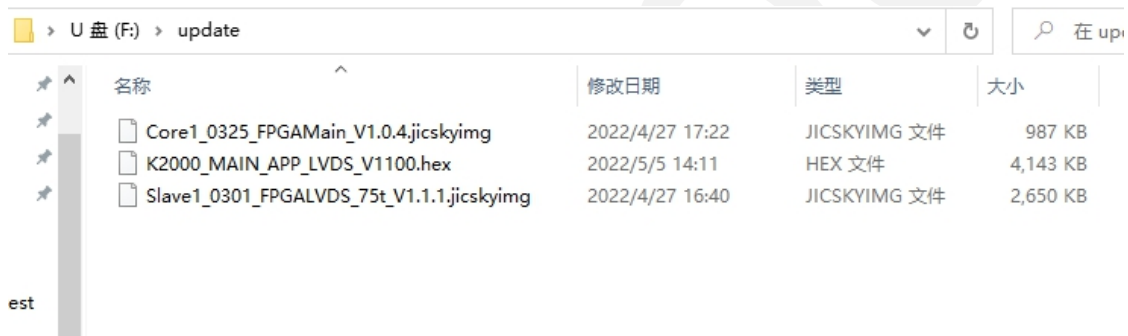 U 盘 (F:) update 在 upd
名称 修改日期 类型 大小
Core1_0325_FPGAMain_V1.0.4.jicskyimg 2022/4/27 17:22 JICSKYIMG 文件 987 KB
K2000_MAIN_APP_LVDS_V1100.hex 2022/5/5 14:11 HEX 文件 4,143 KB
Slave1_0301_FPGALVDS_75t_V1.1.1.jicskyimg 2022/4/27 16:40 JICSKYIMG 文件 2,650 KB
est